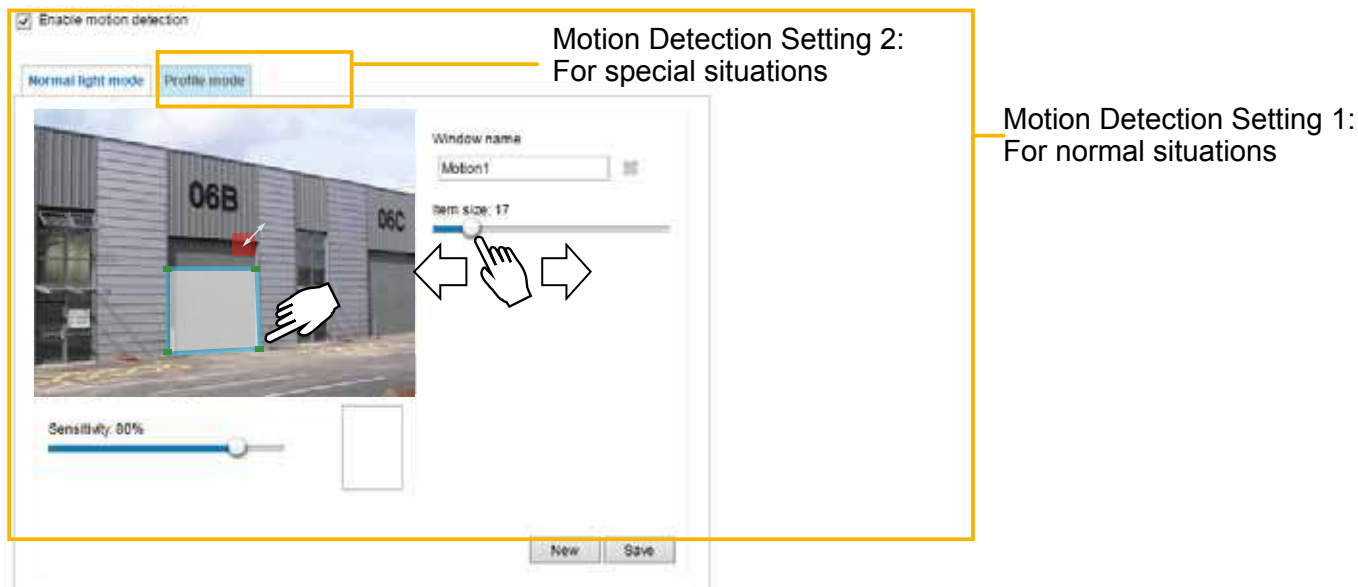 Enable motion detection
Motion Detection Setting 2:
For special situations
Normal light mode
Profile mode
Motion Detection Setting 1:
For normal situations
Window name
Motion1
Item size: 17
06B
06C
Sensitivity: 80%
New
Save